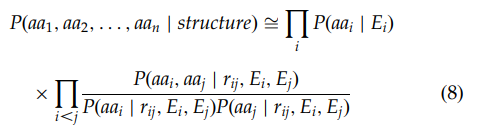 P(aa₁, aa₂, . . . , aaₙ | structure) ≅ ∏ᵢ P(aaᵢ | Eᵢ)
× ∏_{i<j} P(aaᵢ, aaⱼ | rᵢⱼ, Eᵢ, Eⱼ) / P(aaᵢ | rᵢⱼ, Eᵢ, Eⱼ)P(aaⱼ | rᵢⱼ, Eᵢ, Eⱼ) (8)